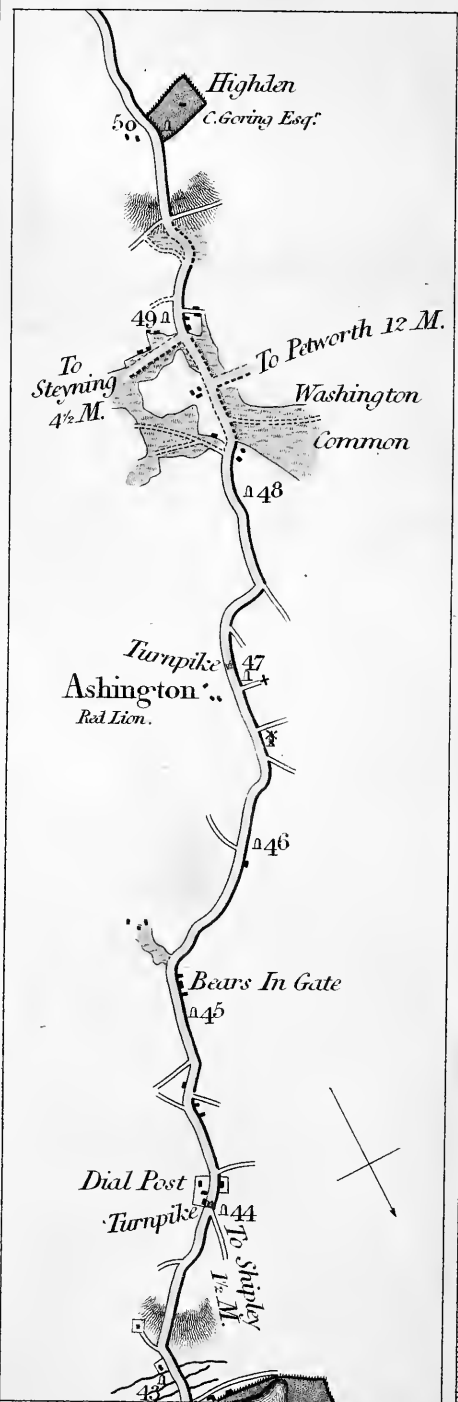 Highden
C. Goring Esqr.
50
49
To Petworth 12 M.
To
Steyning
4½ M.
Washington
Common
48
Turnpike
47
Ashington
Red Lion.
46
Bears In Gate
45
Dial Post
Turnpike
44
To Shipley
1½ M.
43